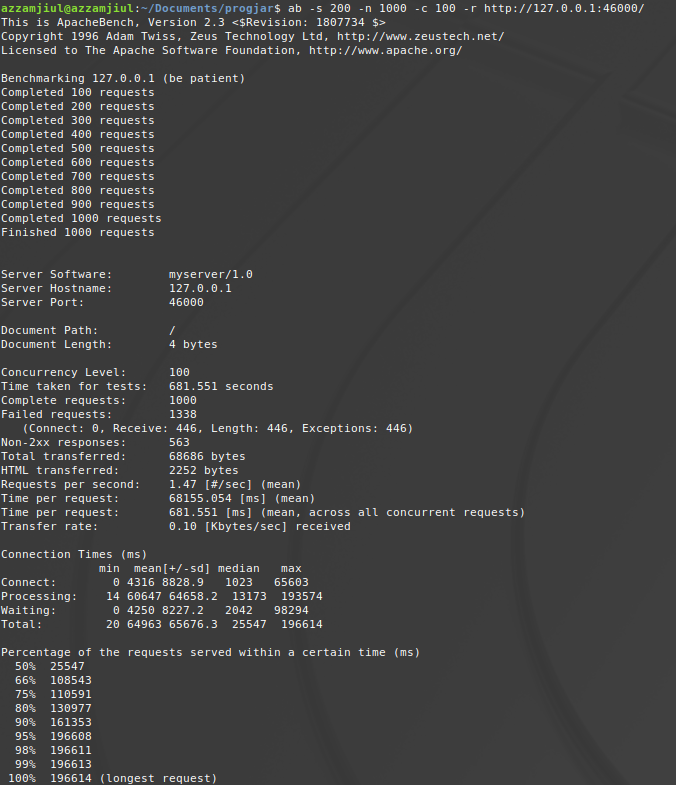 azzamjiul@azzamjiul:~/Documents/progjar$ ab -s 200 -n 1000 -c 100 -r http://127.0.0.1:46000/
This is ApacheBench, Version 2.3 <$Revision: 1807734 $>
Copyright 1996 Adam Twiss, Zeus Technology Ltd, http://www.zeustech.net/
Licensed to The Apache Software Foundation, http://www.apache.org/

Benchmarking 127.0.0.1 (be patient)
Completed 100 requests
Completed 200 requests
Completed 300 requests
Completed 400 requests
Completed 500 requests
Completed 600 requests
Completed 700 requests
Completed 800 requests
Completed 900 requests
Completed 1000 requests
Finished 1000 requests


Server Software:        myserver/1.0
Server Hostname:        127.0.0.1
Server Port:            46000

Document Path:          /
Document Length:        4 bytes

Concurrency Level:      100
Time taken for tests:   681.551 seconds
Complete requests:      1000
Failed requests:        1338
   (Connect: 0, Receive: 446, Length: 446, Exceptions: 446)
Non-2xx responses:      563
Total transferred:      68686 bytes
HTML transferred:       2252 bytes
Requests per second:    1.47 [#/sec] (mean)
Time per request:       68155.054 [ms] (mean)
Time per request:       681.551 [ms] (mean, across all concurrent requests)
Transfer rate:          0.10 [Kbytes/sec] received

Connection Times (ms)
              min  mean[+/-sd] median   max
Connect:        0 4316 8828.9   1023   65603
Processing:    14 60647 64658.2  13173  193574
Waiting:        0 4250 8227.2   2042   98294
Total:         20 64963 65676.3  25547  196614

Percentage of the requests served within a certain time (ms)
  50%  25547
  66%  108543
  75%  110591
  80%  130977
  90%  161353
  95%  196608
  98%  196611
  99%  196613
 100%  196614 (longest request)